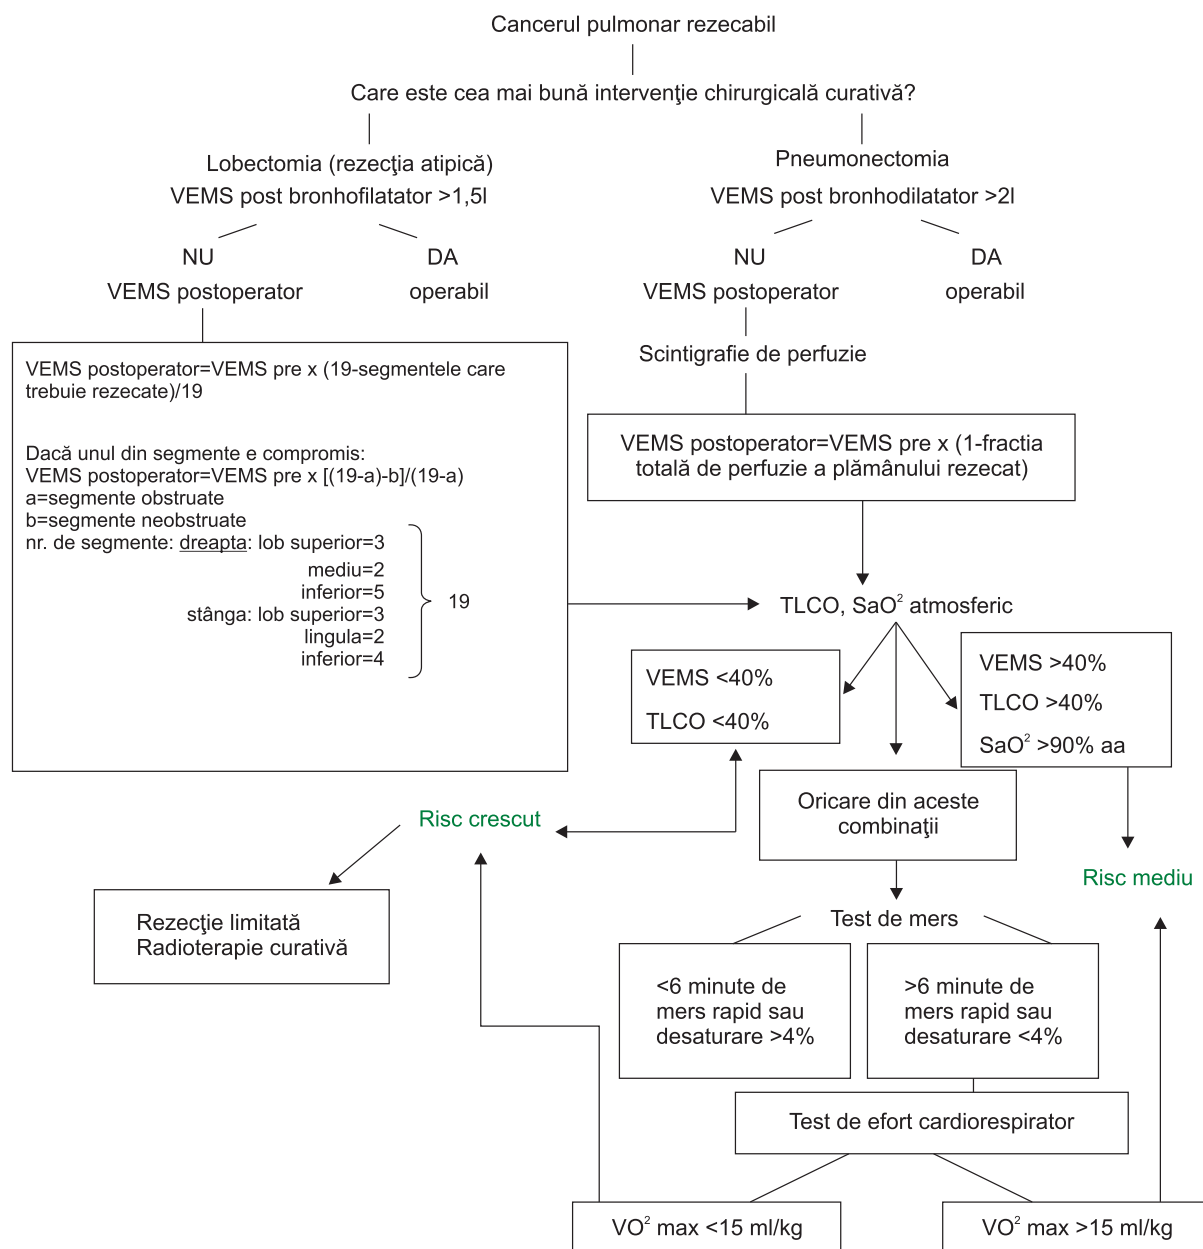 Cancerul pulmonar rezecabil
Care este cea mai bună intervenţie chirurgicală curativă?
Lobectomia (rezecţia atipică)
VEMS post bronhofilatator >1,5l
Pneumonectomia
VEMS post bronhodilatator >2l
NU
DA
VEMS postoperator
operabil
NU
DA
VEMS postoperator
operabil
Scintigrafie de perfuzie
VEMS postoperator=VEMS pre x (19-segmentele care
trebuie rezecate)/19
Dacă unul din segmente e compromis:
VEMS postoperator=VEMS pre x [(19-a)-b]/(19-a)
a=segmente obstruate
b=segmente neobstruate
nr. de segmente: dreapta: lob superior=3
mediu=2
inferior=5
stânga: lob superior=3
lingula=2
inferior=4
19
VEMS postoperator=VEMS pre x (1-fractia
totală de perfuzie a plămânului rezecat)
TLCO, SaO² atmosferic
VEMS <40%
TLCO <40%
VEMS >40%
TLCO >40%
SaO² >90% aa
Oricare din aceste
combinaţii
Risc crescut
Risc mediu
Rezecţie limitată
Radioterapie curativă
Test de mers
<6 minute de
mers rapid sau
desaturare >4%
>6 minute de
mers rapid sau
desaturare <4%
Test de efort cardiorespirator
VO² max <15 ml/kg
VO² max >15 ml/kg